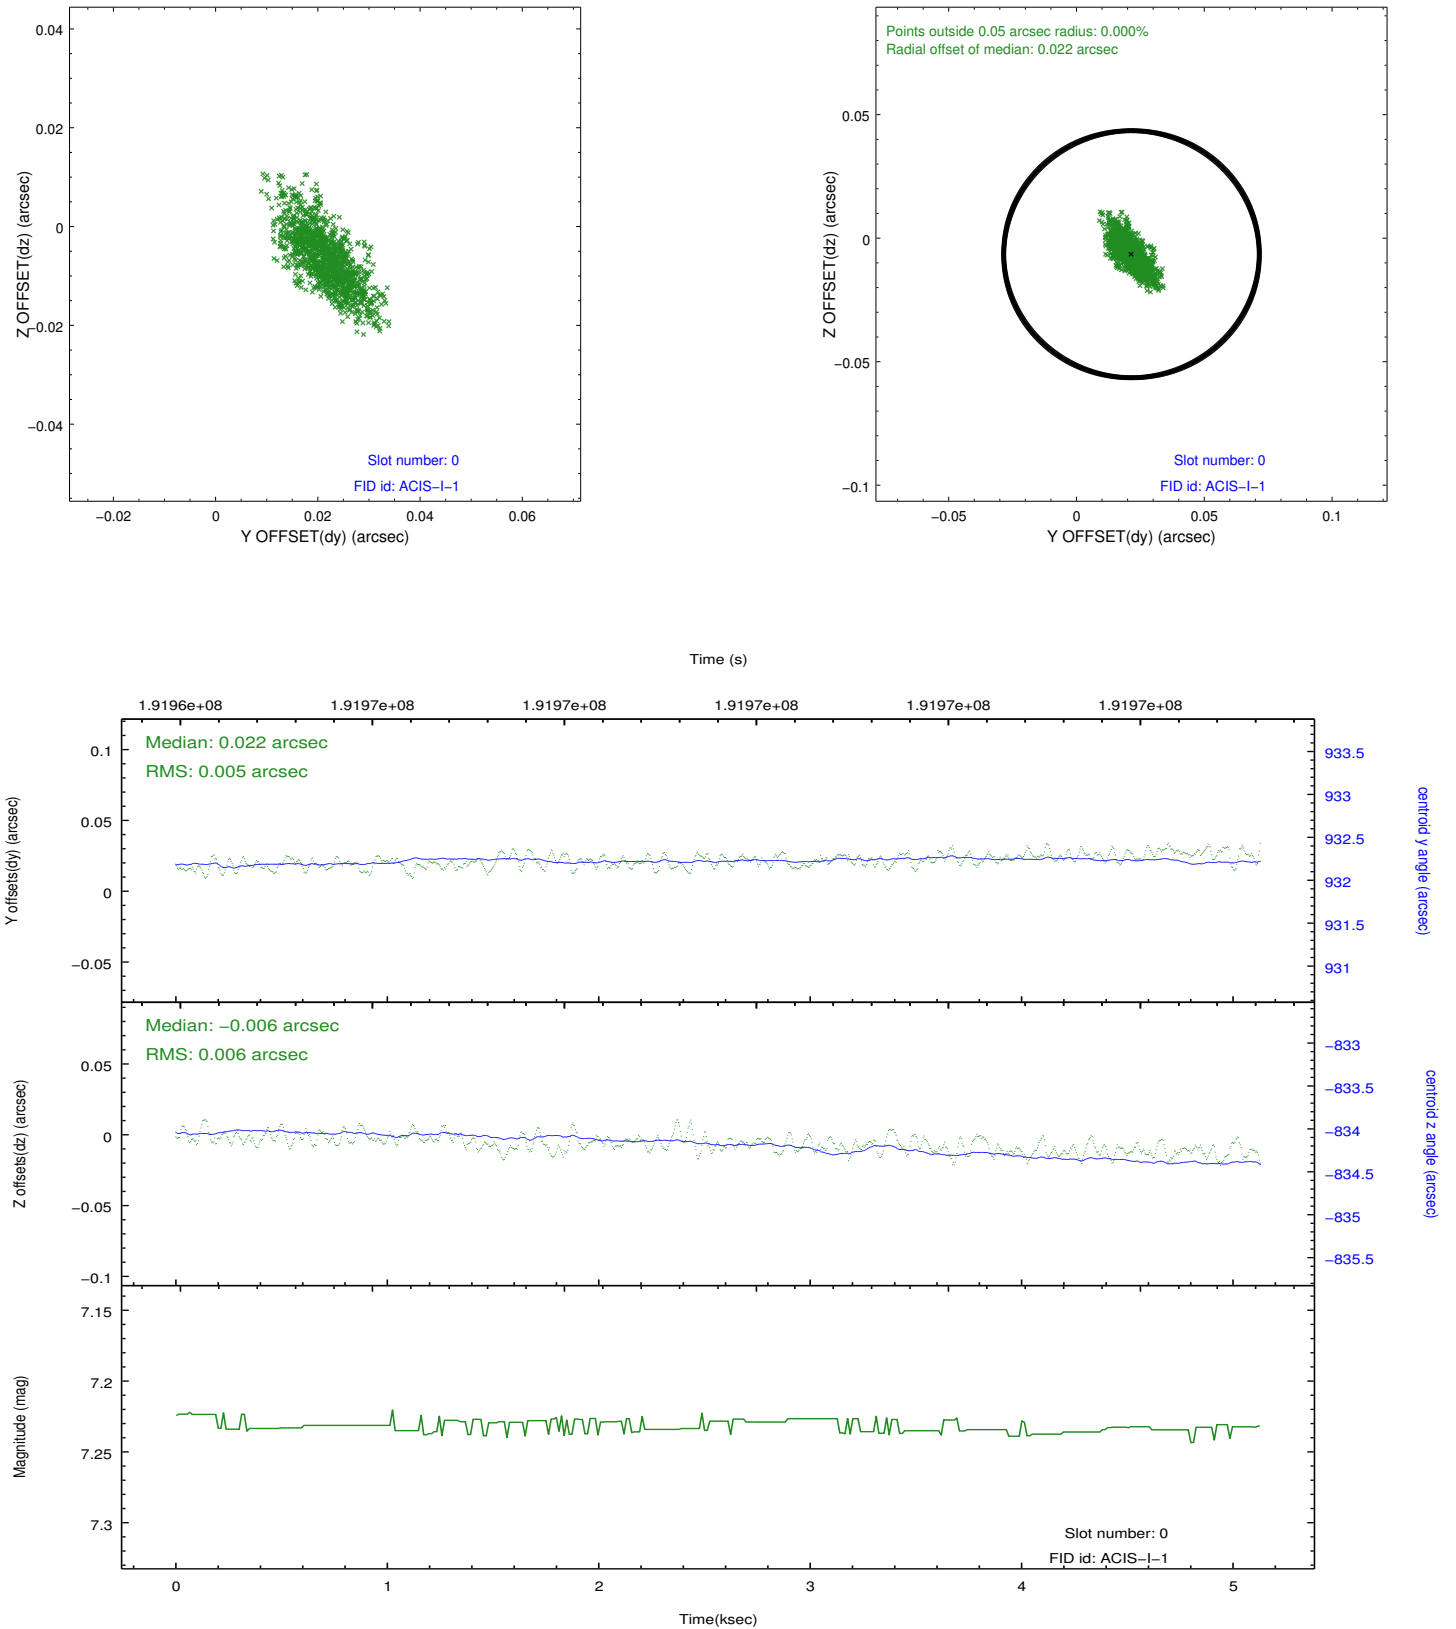 0.04
0.02
0
−0.02
−0.04
Z OFFSET(dz) (arcsec)
Slot number: 0
FID id: ACIS−I−1
−0.02
0
0.02
0.04
0.06
Y OFFSET(dy) (arcsec)
Points outside 0.05 arcsec radius: 0.000%
Radial offset of median: 0.022 arcsec
0.05
0
−0.05
−0.1
Z OFFSET(dz) (arcsec)
Slot number: 0
FID id: ACIS−I−1
−0.05
0
0.05
0.1
Y OFFSET(dy) (arcsec)
Time (s)
1.9196e+08
1.9197e+08
1.9197e+08
1.9197e+08
1.9197e+08
1.9197e+08
Median: 0.022 arcsec
RMS: 0.005 arcsec
0.1
0.05
0
−0.05
Y offsets(dy) (arcsec)
933.5
933
932.5
932
931.5
931
centroid y angle (arcsec)
Median: −0.006 arcsec
RMS: 0.006 arcsec
0.05
0
−0.05
−0.1
Z offsets(dz) (arcsec)
−833
−833.5
−834
−834.5
−835
−835.5
centroid z angle (arcsec)
7.15
7.2
7.25
7.3
Magnitude (mag)
Slot number: 0
FID id: ACIS−I−1
0
1
2
3
4
5
Time(ksec)